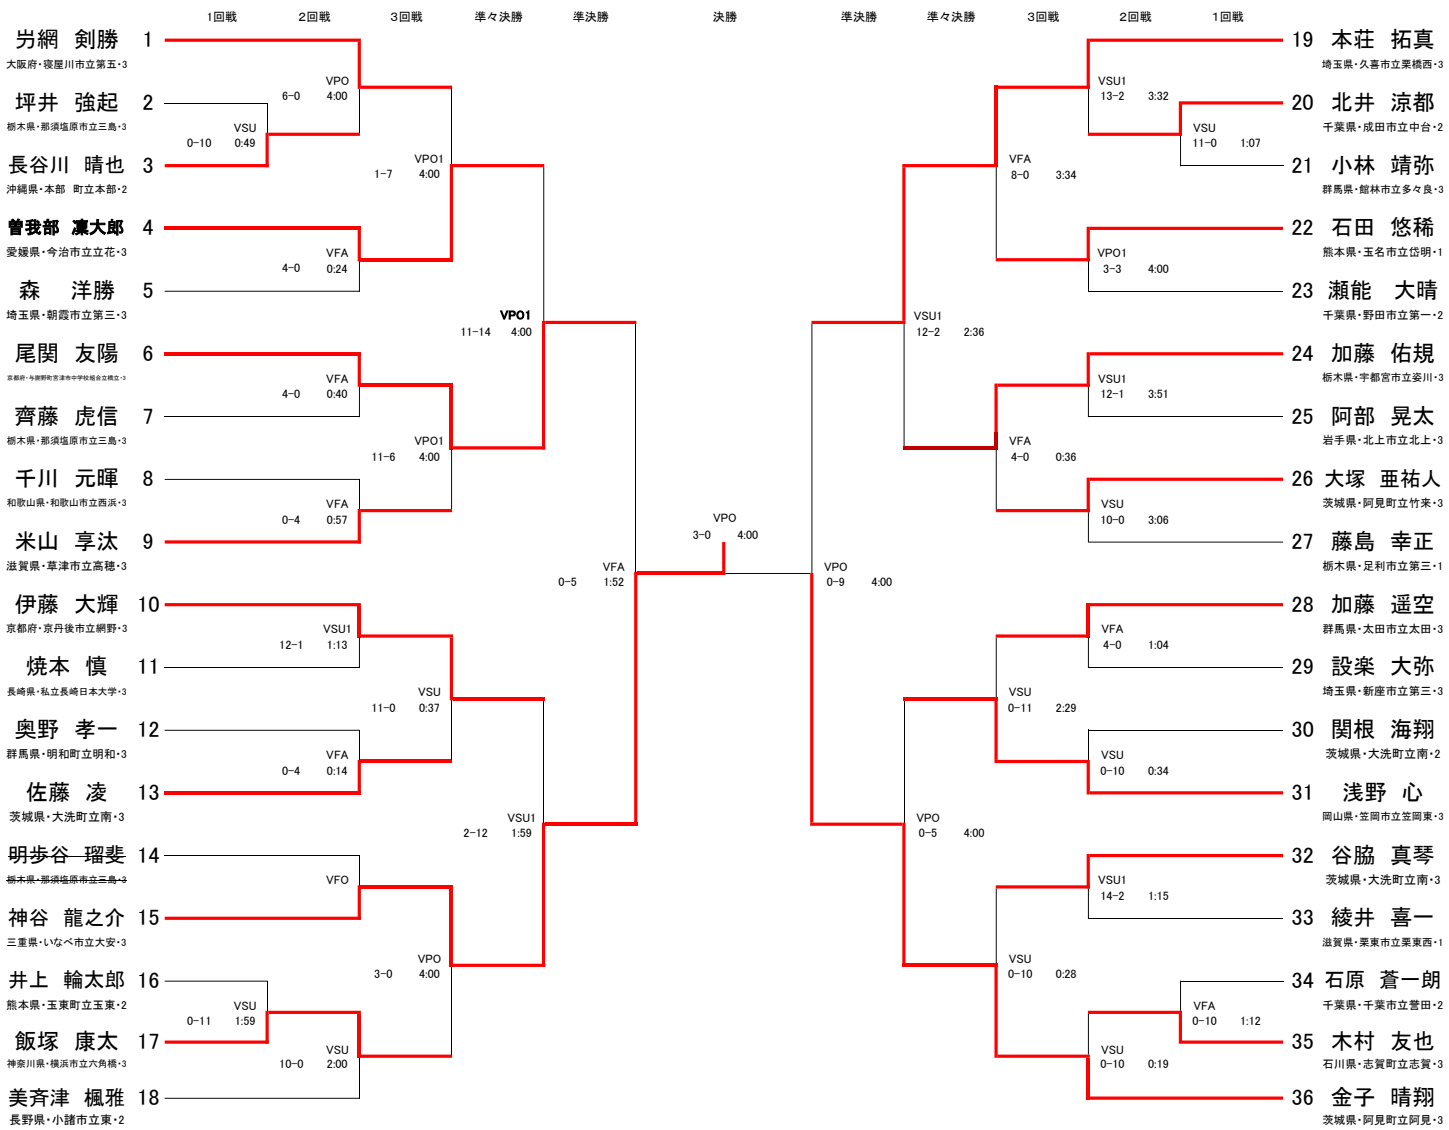 1回戦 2回戦 3回戦 準々決勝 準決勝 決勝 準決勝 準々決勝 3回戦 2回戦 1回戦
屶網 剣勝 1
大阪府・寝屋川市立第五・3
坪井 強起 2
栃木県・那須塩原市立三島・3
長谷川 晴也 3
沖縄県・本部 町立本部・2
曽我部 凜大郎 4
愛媛県・今治市立立花・3
森 洋勝 5
埼玉県・朝霞市立第三・3
尾関 友陽 6
京都府・与謝野町宮津市中学校組合立橋立・3
齊藤 虎信 7
栃木県・那須塩原市立三島・3
千川 元暉 8
和歌山県・和歌山市立西浜・3
米山 享汰 9
滋賀県・草津市立高穂・3
伊藤 大輝 10
京都府・京丹後市立網野・3
焼本 慎 11
長崎県・私立長崎日本大学・3
奥野 孝一 12
群馬県・明和町立明和・3
佐藤 凌 13
茨城県・大洗町立南・3
明歩谷 瑠斐 14
栃木県・那須塩原市立三島・3
神谷 龍之介 15
三重県・いなべ市立大安・3
井上 輪太郎 16
熊本県・玉東町立玉東・2
飯塚 康太 17
神奈川県・横浜市立六角橋・3
美斉津 楓雅 18
長野県・小諸市立東・2
VSU
0-10 0:49
VSU
0-11 1:59
VPO
6-0 4:00
VFA
4-0 0:24
VFA
4-0 0:40
VFA
0-4 0:57
VSU1
12-1 1:13
VFA
0-4 0:14
VFO
VSU
10-0 2:00
VPO1
1-7 4:00
VPO1
11-6 4:00
VSU
11-0 0:37
VPO
3-0 4:00
VPO1
11-14 4:00
VSU1
2-12 1:59
VFA
0-5 1:52
VPO
3-0 4:00
VPO
0-9 4:00
VSU1
12-2 2:36
VPO
0-5 4:00
VFA
8-0 3:34
VFA
4-0 0:36
VSU
0-11 2:29
VSU
0-10 0:28
VSU1
13-2 3:32
VPO1
3-3 4:00
VSU1
12-1 3:51
VSU
10-0 3:06
VFA
4-0 1:04
VSU
0-10 0:34
VSU1
14-2 1:15
VSU
0-10 0:19
VSU
11-0 1:07
VFA
0-10 1:12
19 本荘 拓真
埼玉県・久喜市立栗橋西・3
20 北井 涼都
千葉県・成田市立中台・2
21 小林 靖弥
群馬県・館林市立多々良・3
22 石田 悠稀
熊本県・玉名市立岱明・1
23 瀬能 大晴
千葉県・野田市立第一・2
24 加藤 佑規
栃木県・宇都宮市立姿川・3
25 阿部 晃太
岩手県・北上市立北上・3
26 大塚 亜祐人
茨城県・阿見町立竹来・3
27 藤島 幸正
栃木県・足利市立第三・1
28 加藤 遥空
群馬県・太田市立太田・3
29 設楽 大弥
埼玉県・新座市立第三・3
30 関根 海翔
茨城県・大洗町立南・2
31 浅野 心
岡山県・笠岡市立笠岡東・3
32 谷脇 真琴
茨城県・大洗町立南・3
33 綾井 喜一
滋賀県・栗東市立栗東西・1
34 石原 蒼一朗
千葉県・千葉市立誉田・2
35 木村 友也
石川県・志賀町立志賀・3
36 金子 晴翔
茨城県・阿見町立阿見・3